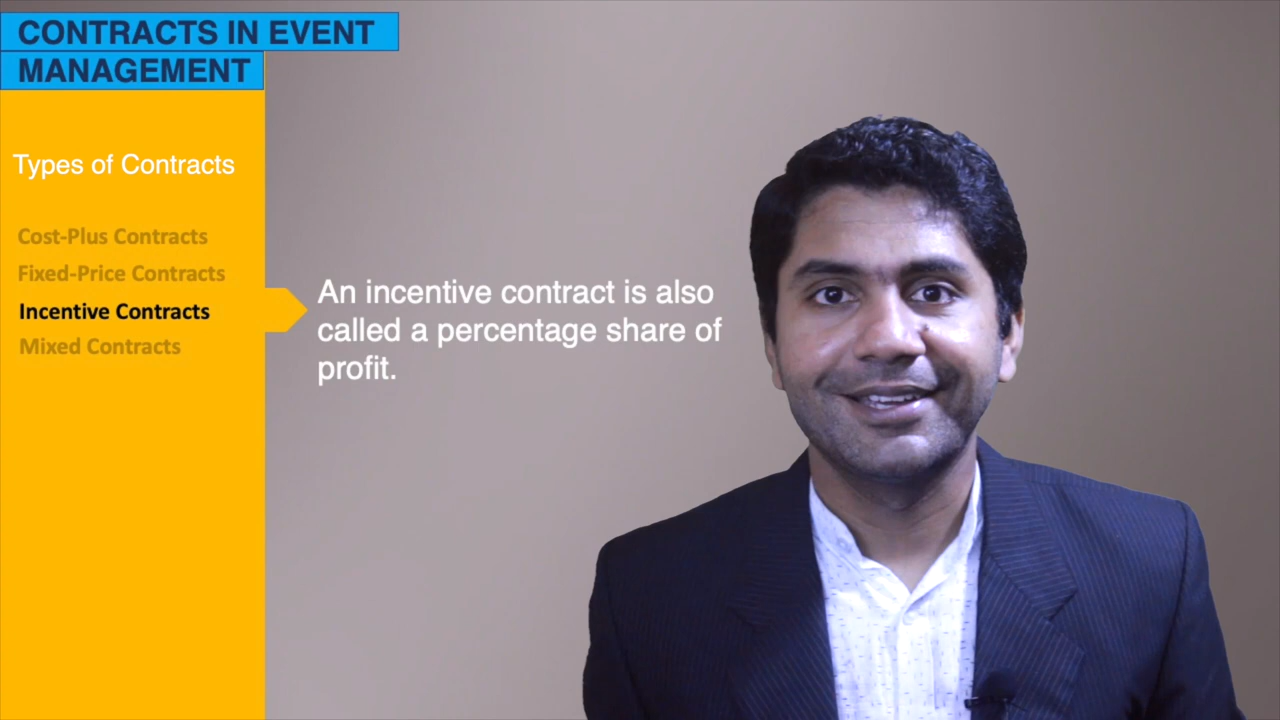 CONTRACTS IN EVENT
MANAGEMENT
Types of Contracts
Cost-Plus Contracts
Fixed-Price Contracts
Incentive Contracts
Mixed Contracts
An incentive contract is also
called a percentage share of
profit.